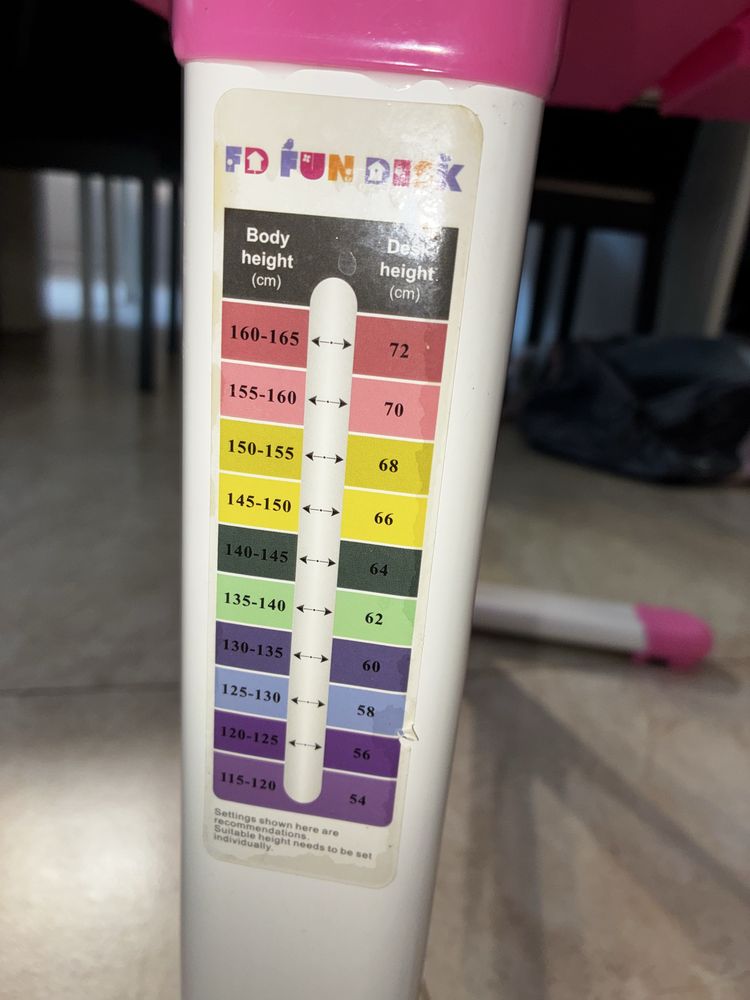 FD FUN DESK
Body height (cm) Desk height (cm)
160-165 72
155-160 70
150-155 68
145-150 66
140-145 64
135-140 62
130-135 60
125-130 58
120-125 56
115-120 54
Settings shown here are
recommendations.
Suitable height needs to be set
individually.